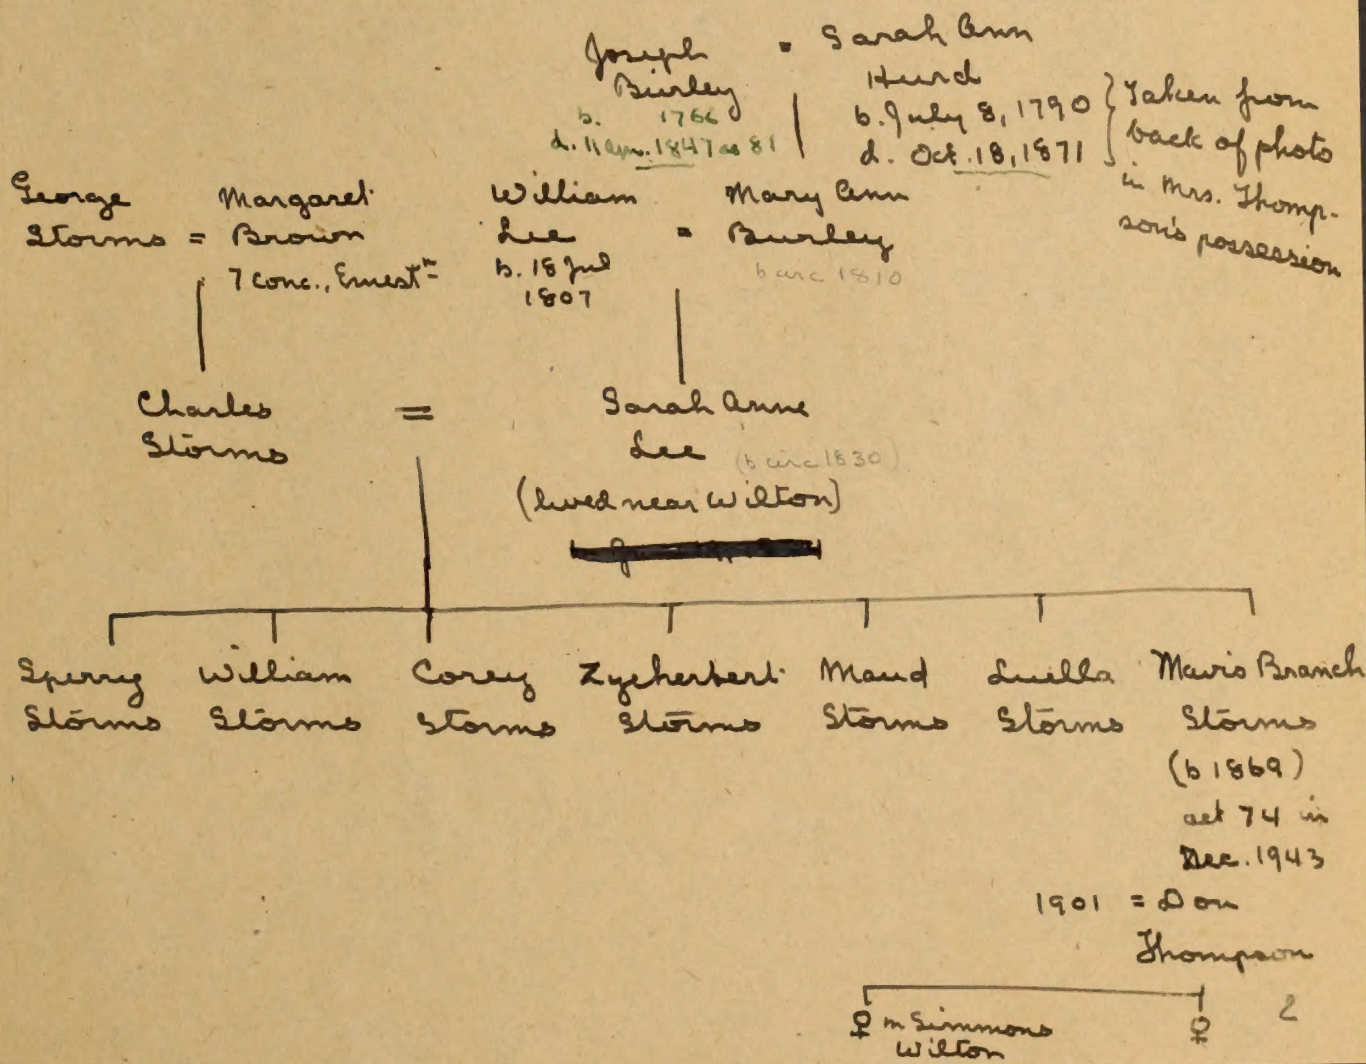 Joseph = Sarah Ann
Burley Hurd
b. 1766 b. July 8, 1790 } Taken from
d. 11 Apr. 1847 ae 81 d. Oct. 18, 1871 back of photo
in Mrs. Thomp-
son's possession
George Margaret William Mary Ann
Storms = Brown Lee = Burley
7 conc., Ernest<sup>n</sup> b. 18 Jul b circ 1810
1807
Charles = Sarah Anne
Storms Lee (b circ 1830)
(lived near Wilton)
Sperry William Corey Zycherbert Maud Luella Mavis Branch
Storms Storms Storms Storms Storms Storms Storms
(b 1869)
aet 74 in
Dec. 1943
1901 = Don
Thompson
♀ m Simmons ♀ 2
Wilton